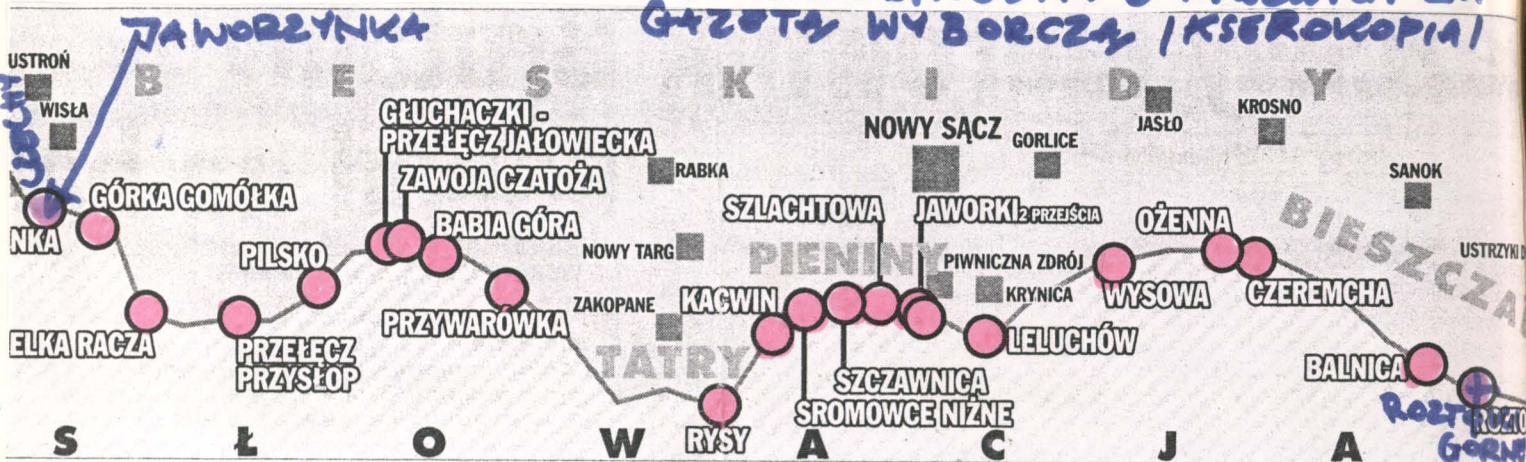 JAWORZYNKA
GAZETĄ WYBORCZĄ /KSEROKOPIA/
USTROŃ
WISŁA
B E S K I D Y
GŁUCHACZKI -
PRZEŁĘCZ JAŁOWIECKA
ZAWOJA CZATOŻA
RABKA
NOWY SĄCZ
GORLICE
JASŁO
KROSNO
SANOK
GÓRKA GOMÓŁKA
NKA
BABIA GÓRA
PILSKO
NOWY TARG
SZLACHTOWA
JAWORKI 2 PRZEJŚCIA
OŻENNA
BIESZCZA
USTRZYKI D
PIENINY
PIWNICZNA ZDRÓJ
KRYNICA
WYSOWA
CZEREMCHA
ZAKOPANE
KACWIN
PRZYWARÓWKA
ELKA RACZA
PRZEŁĘCZ
PRZYSŁOP
TATRY
LELUCHÓW
BALNICA
SZCZAWNICA
SROMOWCE NIŻNE
RYSY
ROZTO
GÓRN
S Ł O W A C J A